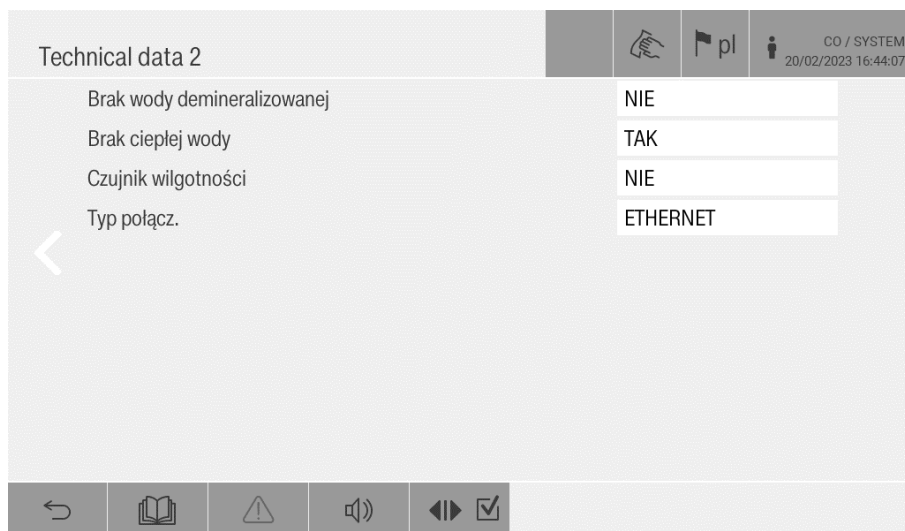 Technical data 2
pl
CO / SYSTEM
20/02/2023 16:44:07
Brak wody demineralizowanej NIE
Brak ciepłej wody TAK
Czujnik wilgotności NIE
Typ połącz. ETHERNET